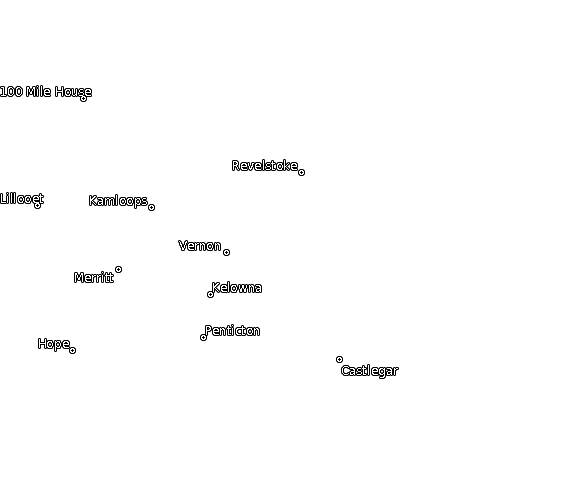 100 Mile House
Revelstoke
Lillooet
Kamloops
Vernon
Merritt
Kelowna
Penticton
Hope
Castlegar